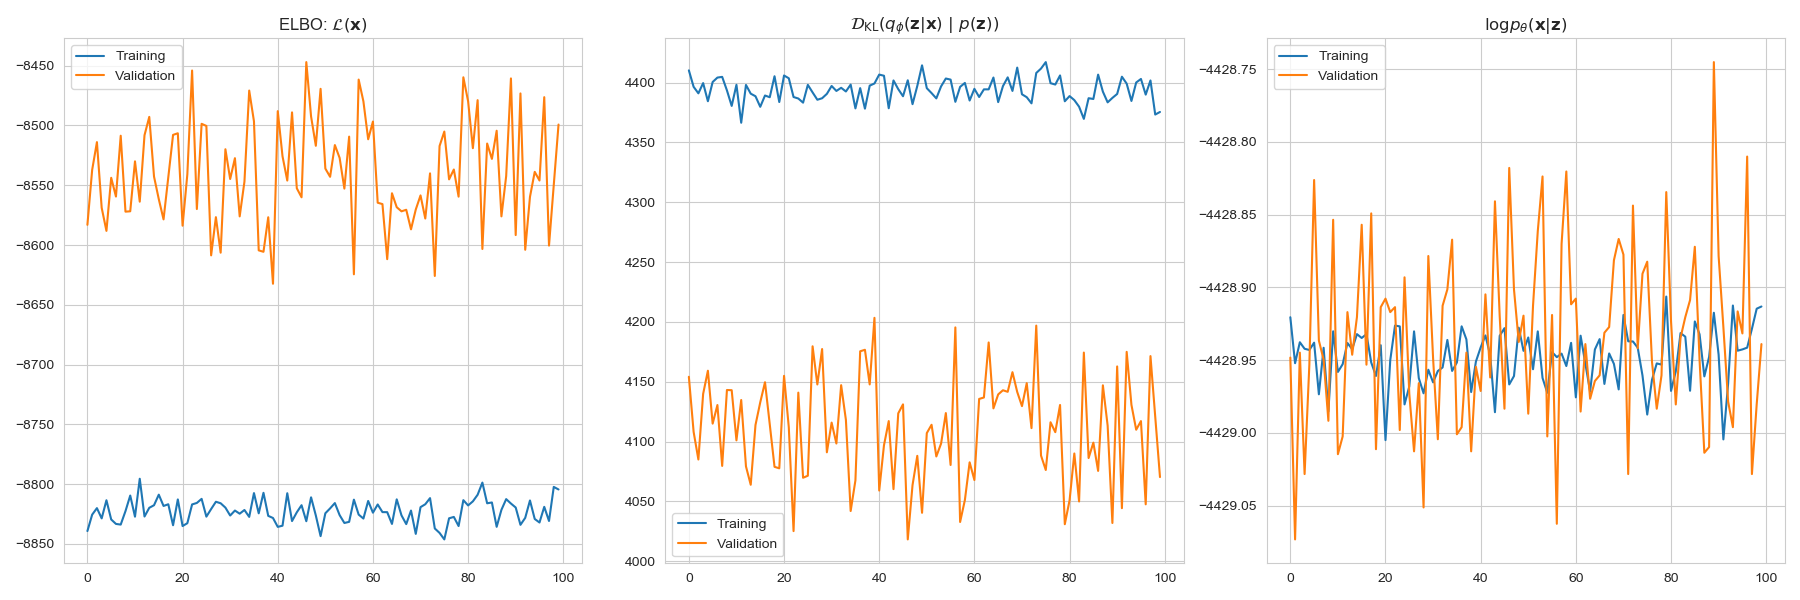 ELBO: ℒ(𝐱)
Training
Validation
−8450
−8500
−8550
−8600
−8650
−8700
−8750
−8800
−8850
0 20 40 60 80 100
𝒟KL(qϕ(𝐳|𝐱) | p(𝐳))
4400
4350
4300
4250
4200
4150
4100
4050
4000
Training
Validation
0 20 40 60 80 100
logpθ(𝐱|𝐳)
Training
Validation
−4428.75
−4428.80
−4428.85
−4428.90
−4428.95
−4429.00
−4429.05
0 20 40 60 80 100